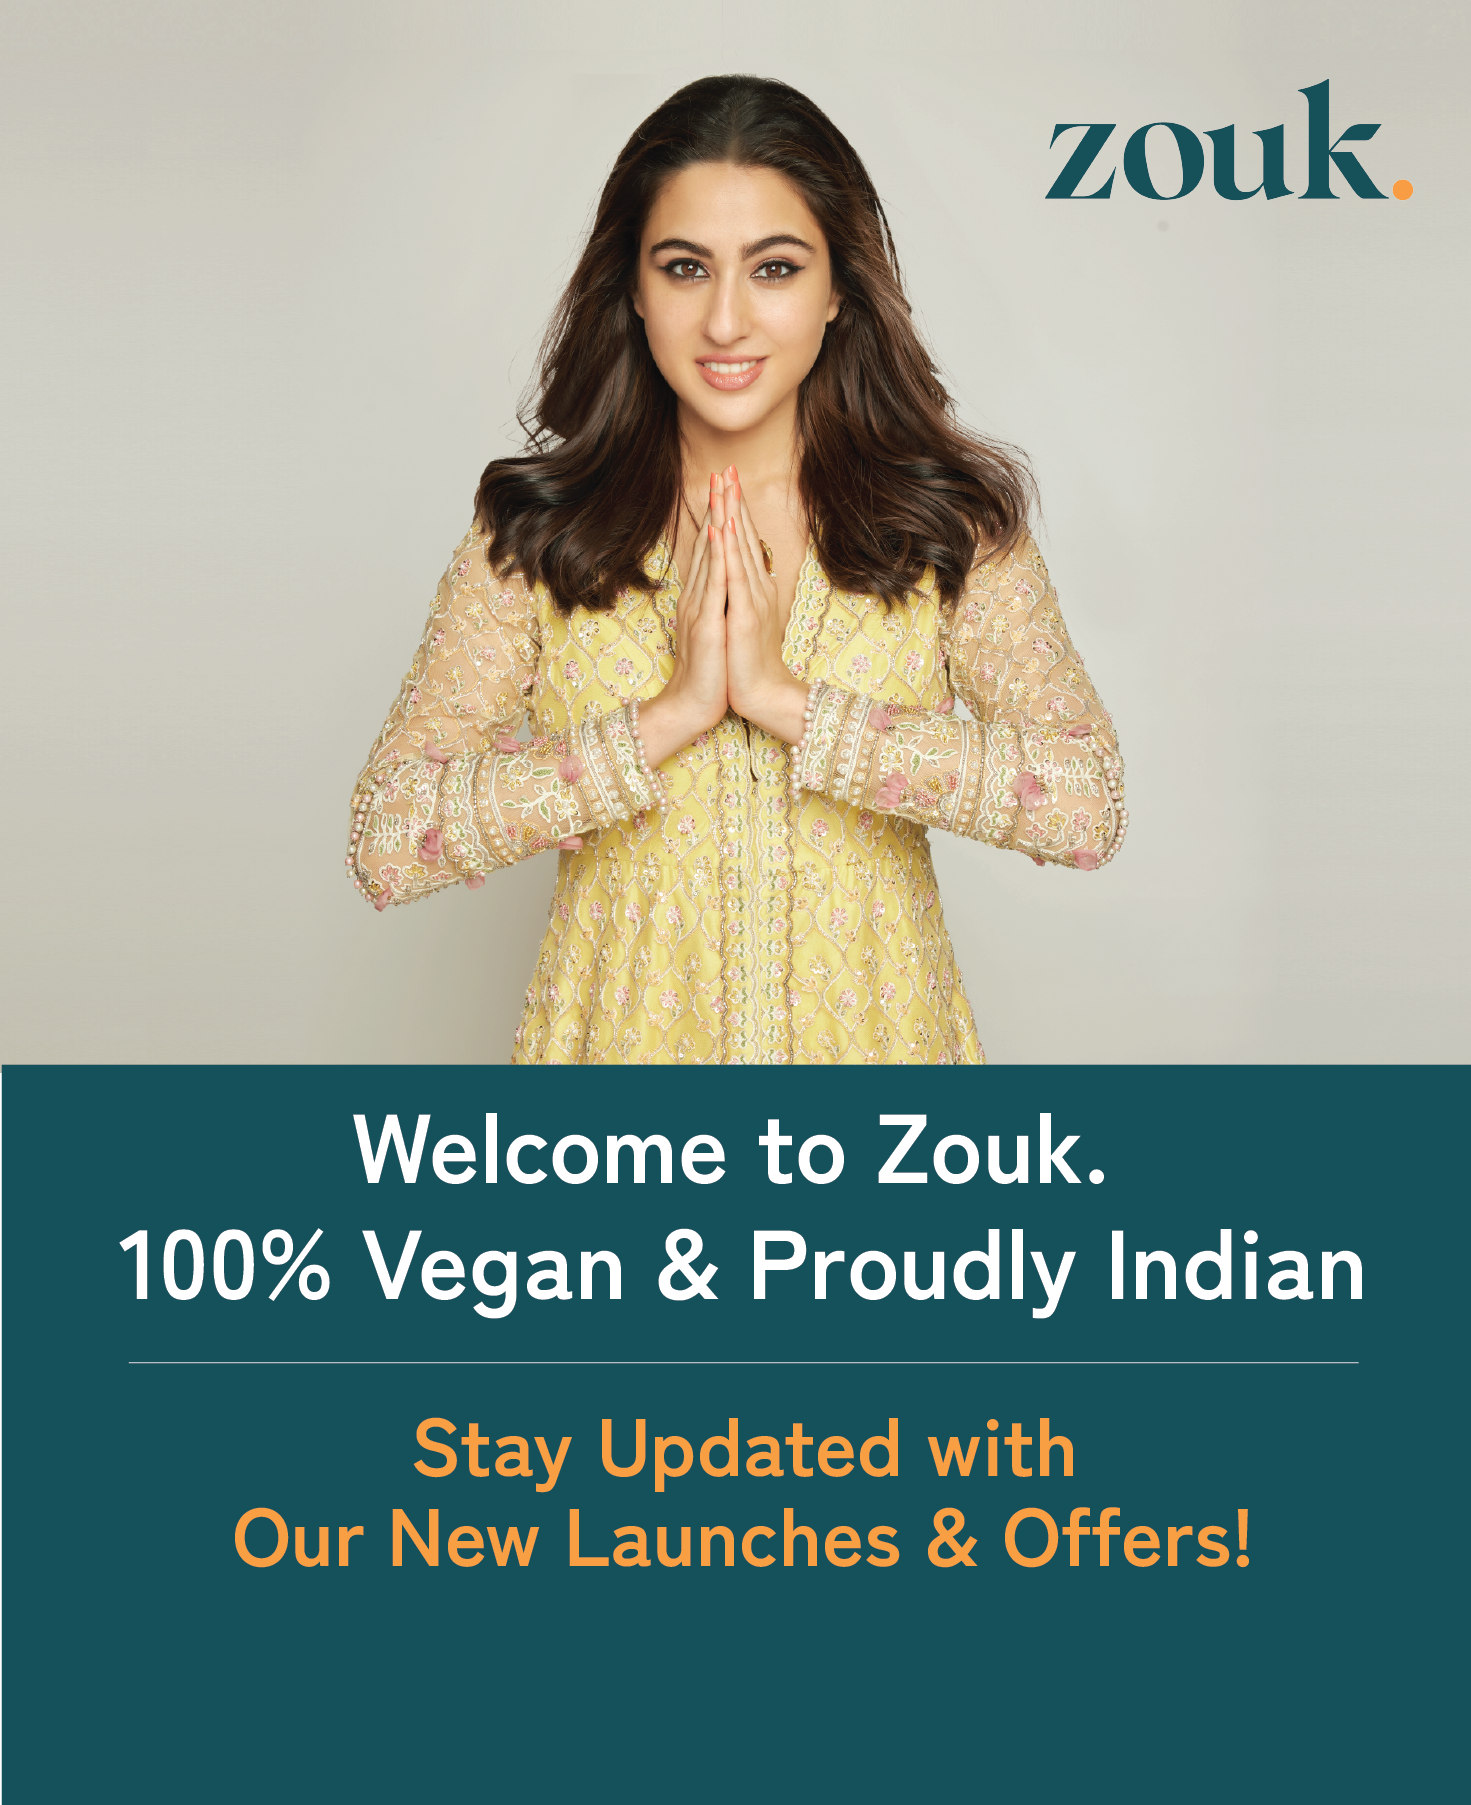 zouk.
Welcome to Zouk.
100% Vegan & Proudly Indian
Stay Updated with
Our New Launches & Offers!